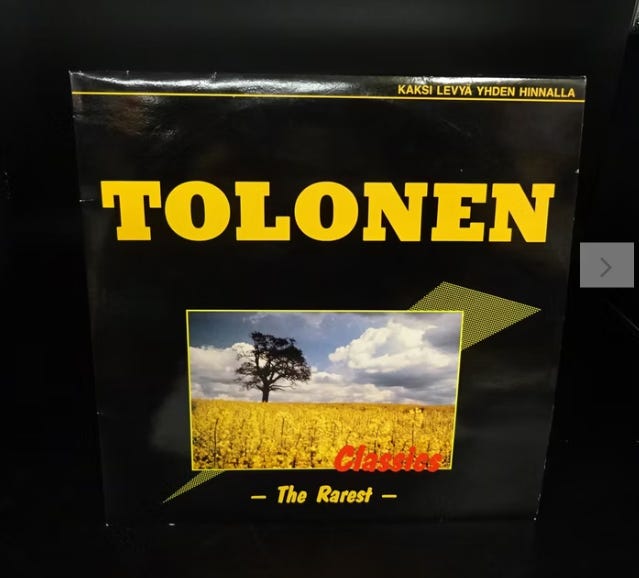 KAKSI LEVYÄ YHDEN HINNALLA
TOLONEN
Classics
– The Rarest –